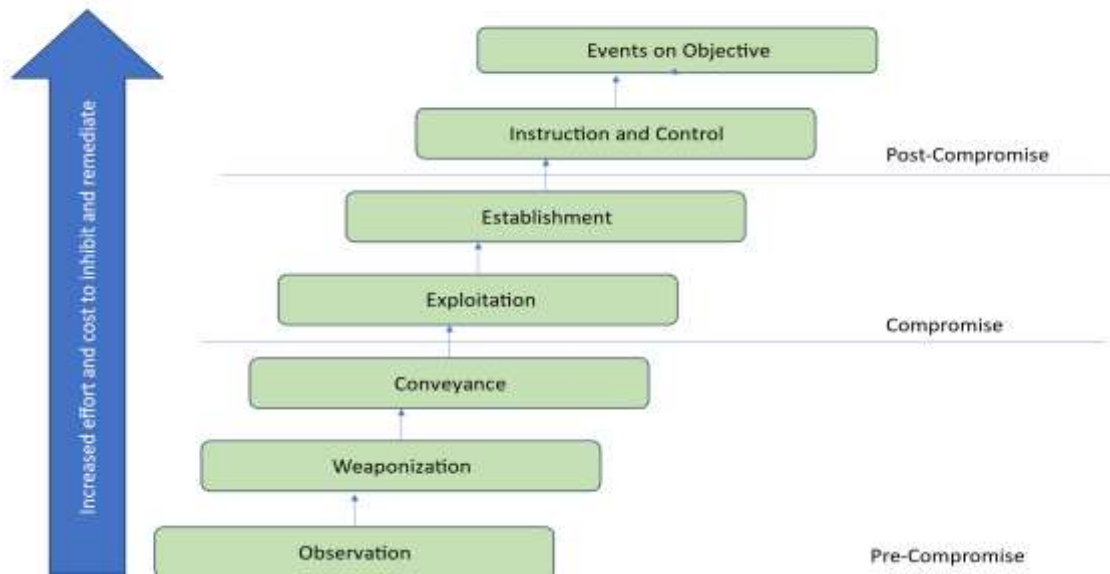 Events on Objective
Instruction and Control
Post-Compromise
Establishment
Exploitation
Compromise
Conveyance
Weaponization
Observation
Pre-Compromise
Increased effort and cost to inhibit and remediate